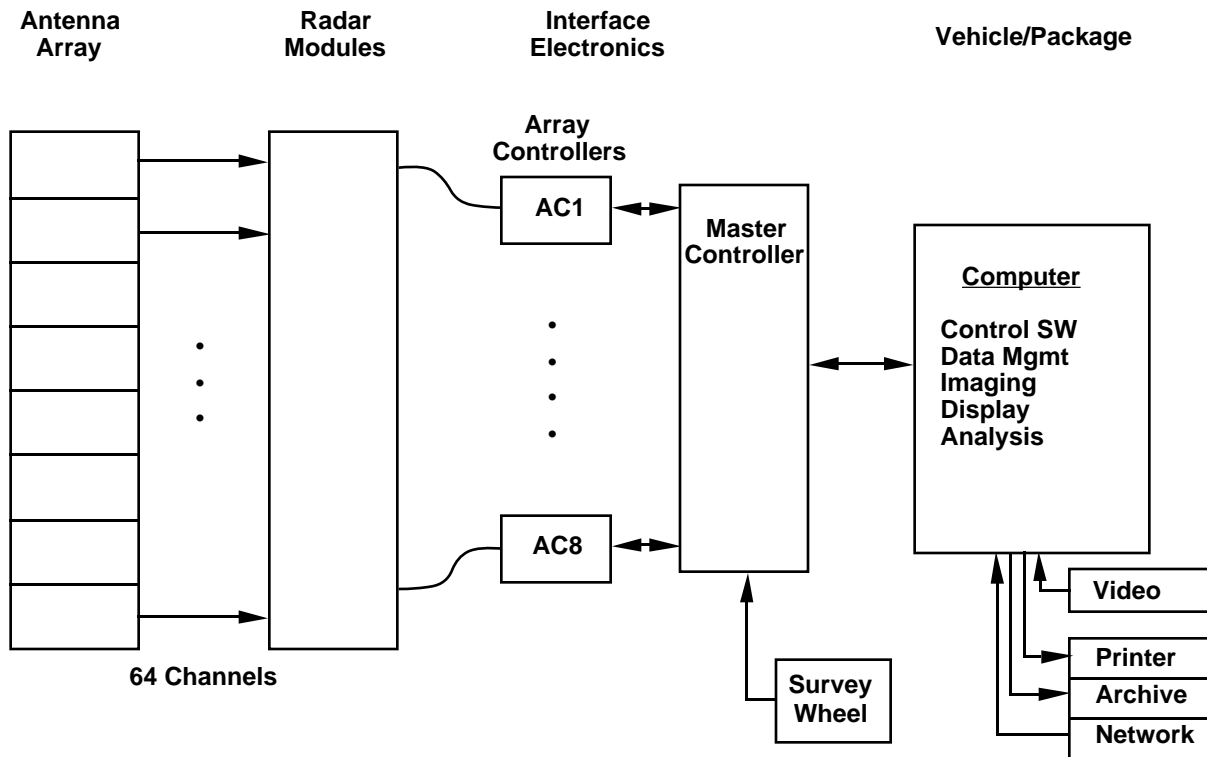 Antenna
Array
Radar
Modules
Interface
Electronics
Vehicle/Package
Array
Controllers
AC1
Master
Controller
Computer
Control SW
Data Mgmt
Imaging
Display
Analysis
AC8
64 Channels
Survey
Wheel
Video
Printer
Archive
Network